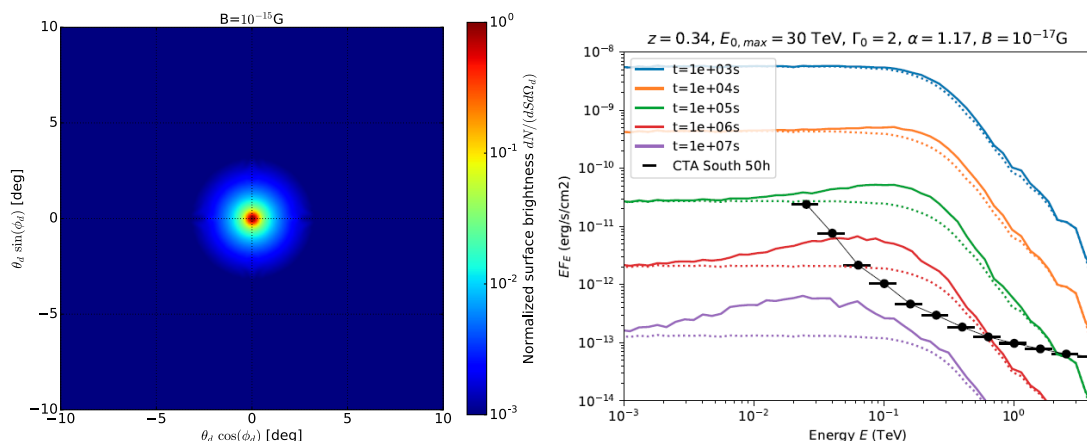 B=10⁻¹⁵G
10
5
0
−5
−10
θ_d sin(ϕ_d) [deg]
−10 −5 0 5 10
θ_d cos(ϕ_d) [deg]
10⁰
10⁻¹
10⁻²
10⁻³
Normalized surface brightness dN/(dSdΩ_d)
z = 0.34, E₀,max = 30 TeV, Γ₀ = 2, α = 1.17, B = 10⁻¹⁷G
t=1e+03s
t=1e+04s
t=1e+05s
t=1e+06s
t=1e+07s
CTA South 50h
10⁻⁸
10⁻⁹
10⁻¹⁰
10⁻¹¹
10⁻¹²
10⁻¹³
10⁻¹⁴
EF_E (erg/s/cm2)
10⁻³ 10⁻² 10⁻¹ 10⁰
Energy E (TeV)